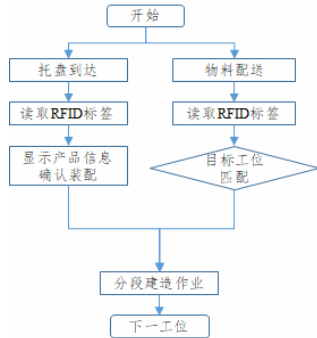 开始
托盘到达
物料配送
读取RFID标签
读取RFID标签
显示产品信息
确认装配
目标工位
匹配
分段建造作业
下一工位